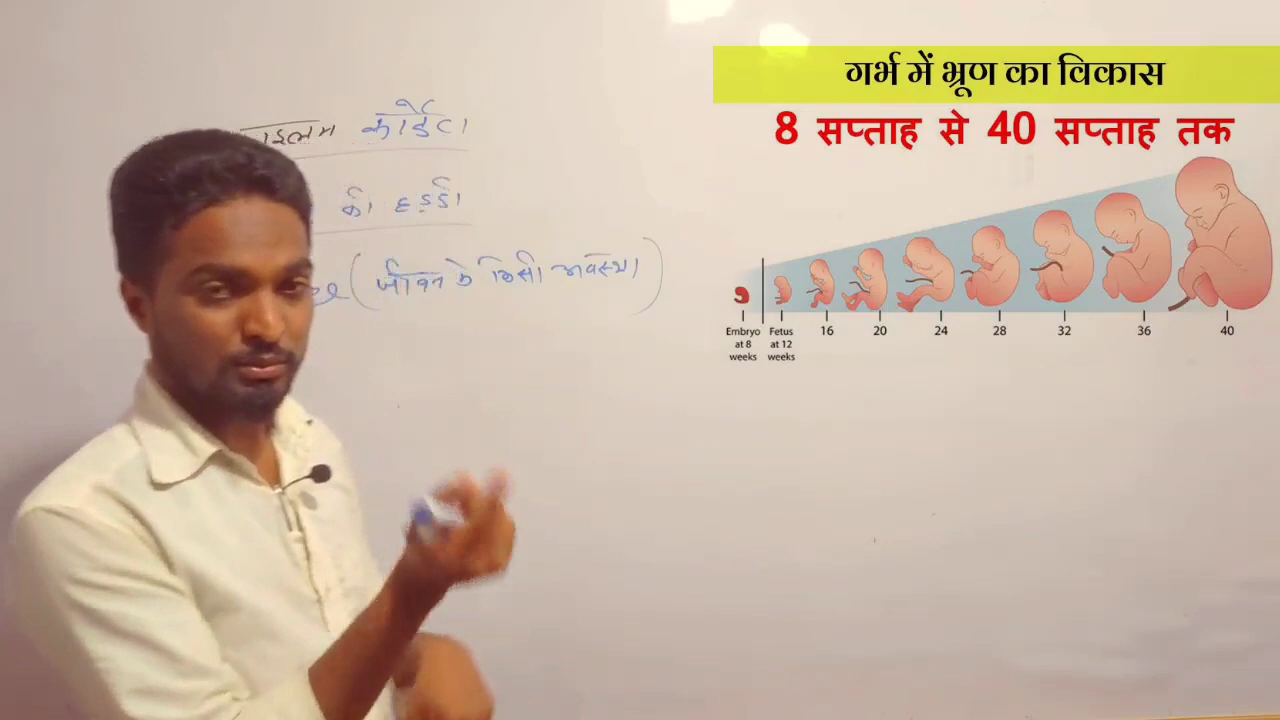 गर्भ में भ्रूण का विकास
8 सप्ताह से 40 सप्ताह तक
कार्डेटा
की हड्डी
(जीवन के किसी अवस्था)
Embryo at 8 weeks
Fetus at 12 weeks
16 20 24 28 32 36 40